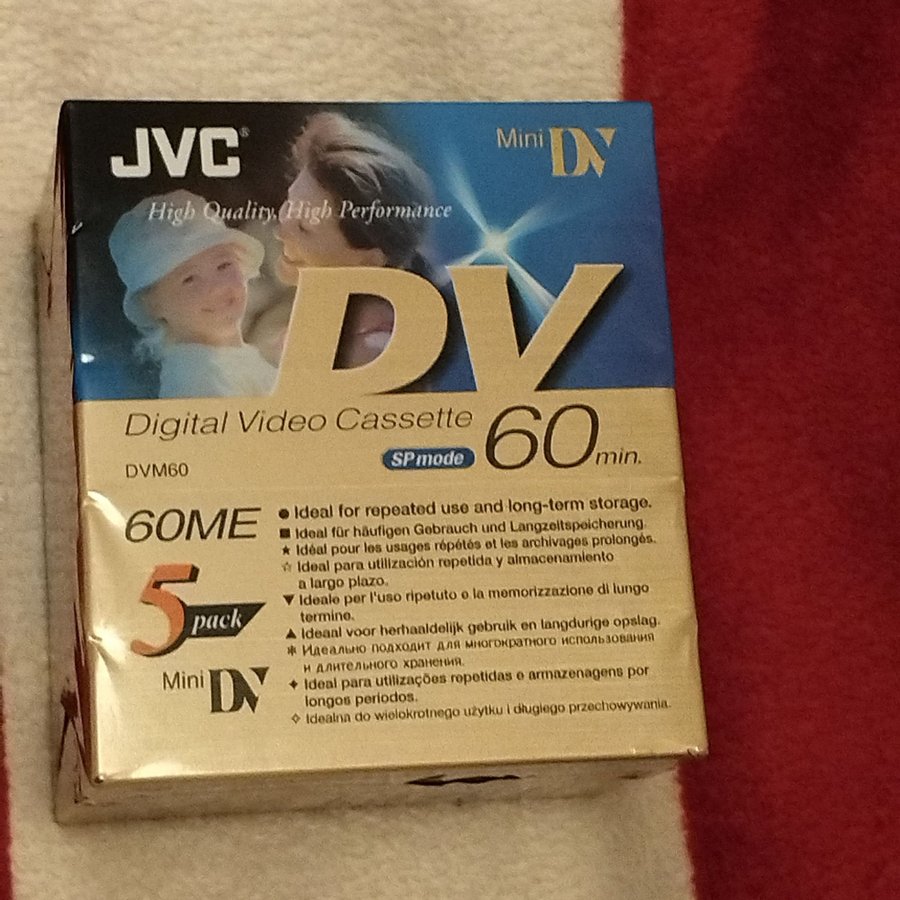 JVC®
Mini DV
High Quality, High Performance
DV
Digital Video Cassette
60 min.
SP mode
DVM60
60ME
5 pack
Mini DV
● Ideal for repeated use and long-term storage.
■ Ideal für häufigen Gebrauch und Langzeitspeicherung.
★ Idéal pour les usages répétés et les archivages prolongés.
☆ Ideal para utilización repetida y almacenamiento
a largo plazo.
▼ Ideale per l'uso ripetuto e la memorizzazione di lungo
termine.
▲ Ideaal voor herhaaldelijk gebruik en langdurige opslag.
✻ Идеально подходит для многократного использования
и длительного хранения.
✦ Ideal para utilizações repetidas e armazenagens por
longos períodos.
✧ Idealna do wielokrotnego użytku i długiego przechowywania.